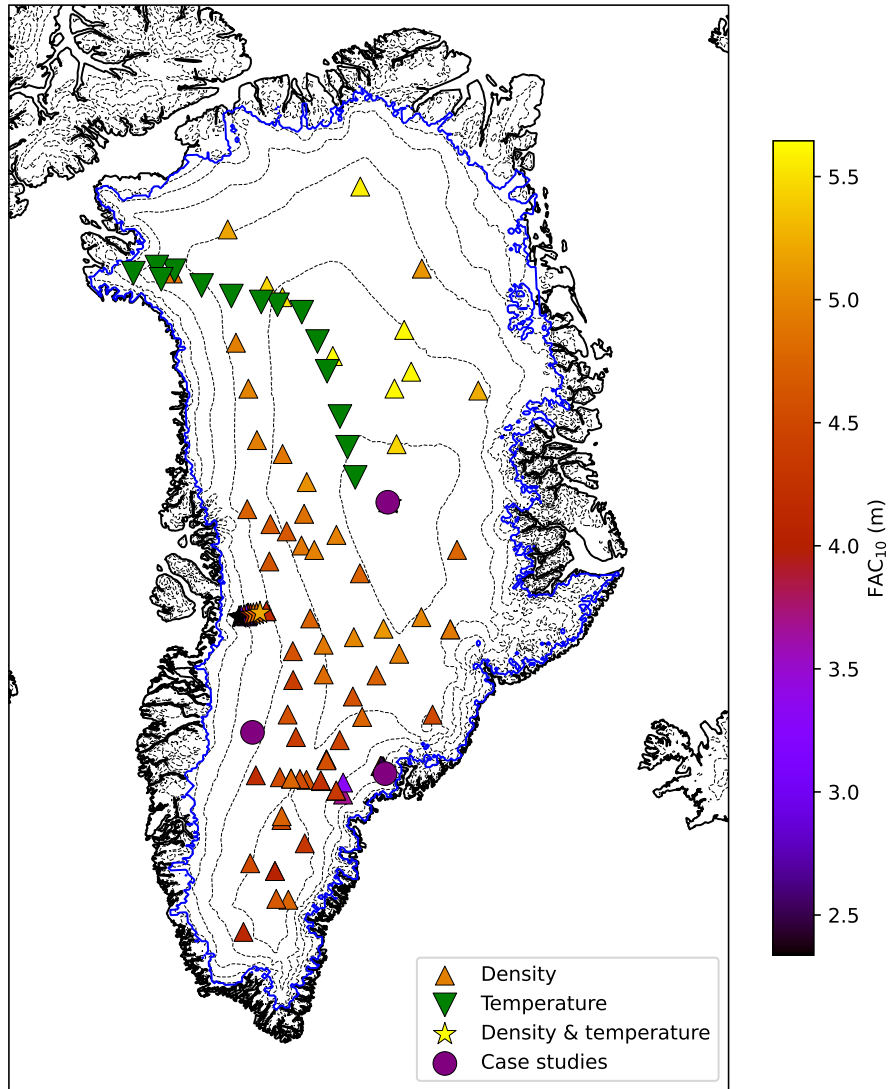 5.5
5.0
4.5
4.0
3.5
3.0
2.5
FAC₁₀ (m)
Density
Temperature
Density & temperature
Case studies